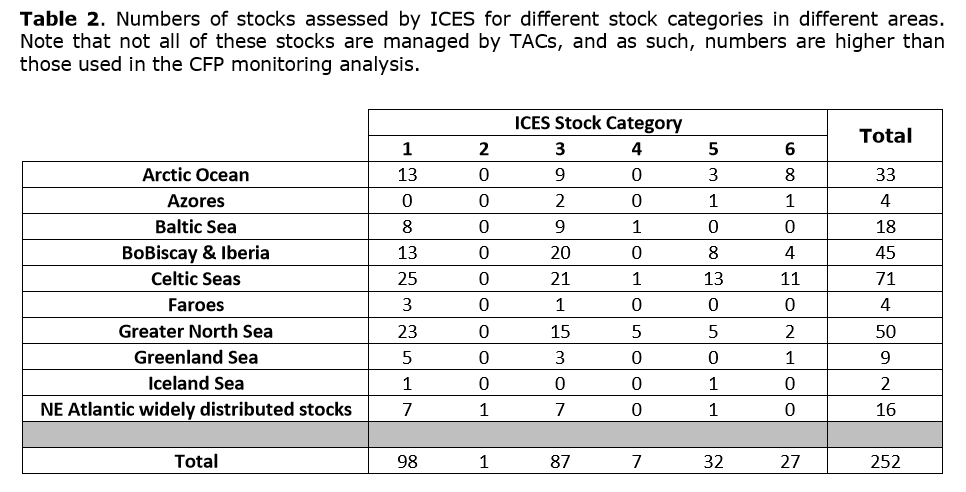 Table 2. Numbers of stocks assessed by ICES for different stock categories in different areas.
Note that not all of these stocks are managed by TACs, and as such, numbers are higher than
those used in the CFP monitoring analysis.
ICES Stock Category Total
1 2 3 4 5 6
Arctic Ocean 13 0 9 0 3 8 33
Azores 0 0 2 0 1 1 4
Baltic Sea 8 0 9 1 0 0 18
BoBiscay & Iberia 13 0 20 0 8 4 45
Celtic Seas 25 0 21 1 13 11 71
Faroes 3 0 1 0 0 0 4
Greater North Sea 23 0 15 5 5 2 50
Greenland Sea 5 0 3 0 0 1 9
Iceland Sea 1 0 0 0 1 0 2
NE Atlantic widely distributed stocks 7 1 7 0 1 0 16
Total 98 1 87 7 32 27 252